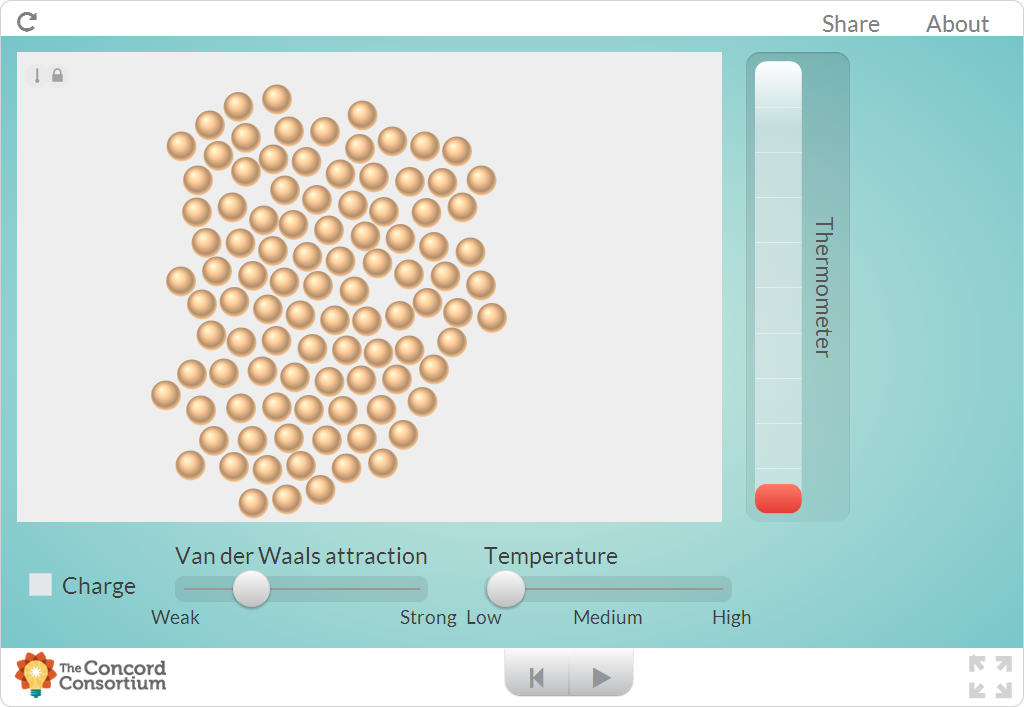 Share About
Thermometer
Van der Waals attraction Temperature
Charge
Weak Strong Low Medium High
The Concord
Consortium